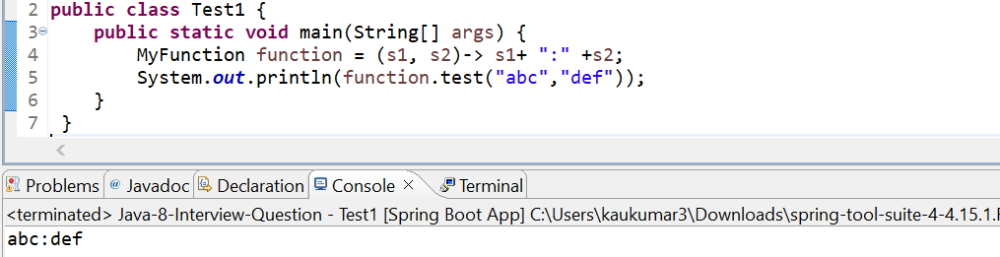 2 public class Test1 {
3 public static void main(String[] args) {
4 MyFunction function = (s1, s2)-> s1+ ":" +s2;
5 System.out.println(function.test("abc","def"));
6 }
7 }
Problems @ Javadoc Declaration Console Terminal
<terminated> Java-8-Interview-Question - Test1 [Spring Boot App] C:\Users\kaukumar3\Downloads\spring-tool-suite-4-4.15.1.
abc:def